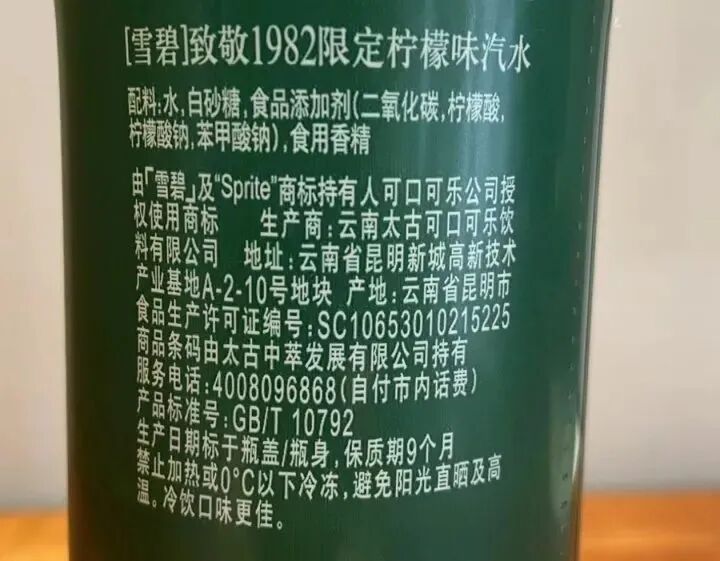 [雪碧]致敬1982限定柠檬味汽水
配料:水,白砂糖,食品添加剂(二氧化碳,柠檬酸,
柠檬酸钠,苯甲酸钠),食用香精
由「雪碧」及“Sprite”商标持有人可口可乐公司授
权使用商标 生产商:云南太古可口可乐饮
料有限公司 地址:云南省昆明新城高新技术
产业基地A-2-10号地块 产地:云南省昆明市
食品生产许可证编号:SC10653010215225
商品条码由太古中萃发展有限公司持有
服务电话:4008096868(自付市内话费)
产品标准号:GB/T 10792
生产日期标于瓶盖/瓶身,保质期9个月
禁止加热或0°C以下冷冻,避免阳光直晒及高
温。冷饮口味更佳。